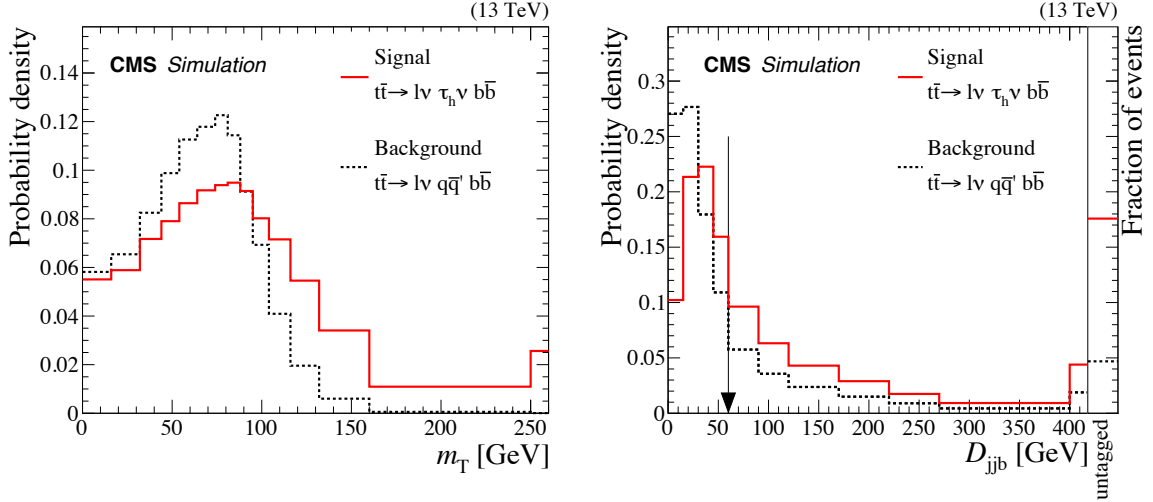 (13 TeV)
CMS Simulation
Signal
tt̅→ lν τₕν bb̅
Background
tt̅→ lν qq̅' bb̅
Probability density
0.14
0.12
0.1
0.08
0.06
0.04
0.02
0
0 50 100 150 200 250
m_T [GeV]
(13 TeV)
CMS Simulation
Signal
tt̅→ lν τₕν bb̅
Background
tt̅→ lν qq̅' bb̅
Probability density
0.3
0.25
0.2
0.15
0.1
0.05
0
0 50 100 150 200 250 300 350 400
D_jjb [GeV]
untagged
Fraction of events